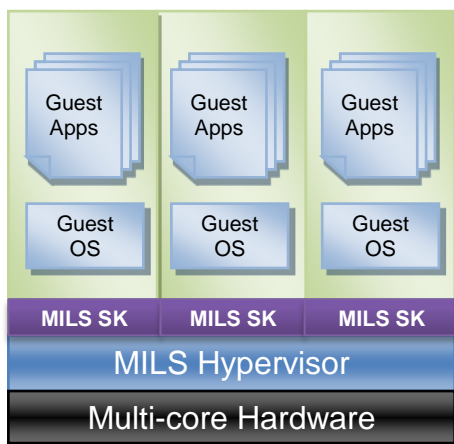 Guest
Apps
Guest
Apps
Guest
Apps
Guest
OS
Guest
OS
Guest
OS
MILS SK MILS SK MILS SK
MILS Hypervisor
Multi-core Hardware